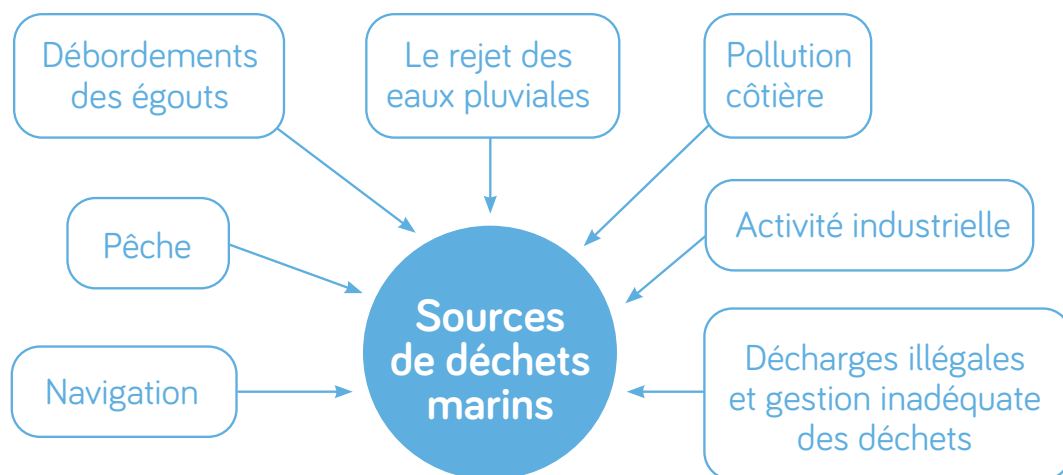 Débordements
des égouts
Le rejet des
eaux pluviales
Pollution
côtière
Pêche
Activité industrielle
Sources
de déchets
marins
Navigation
Décharges illégales
et gestion inadéquate
des déchets